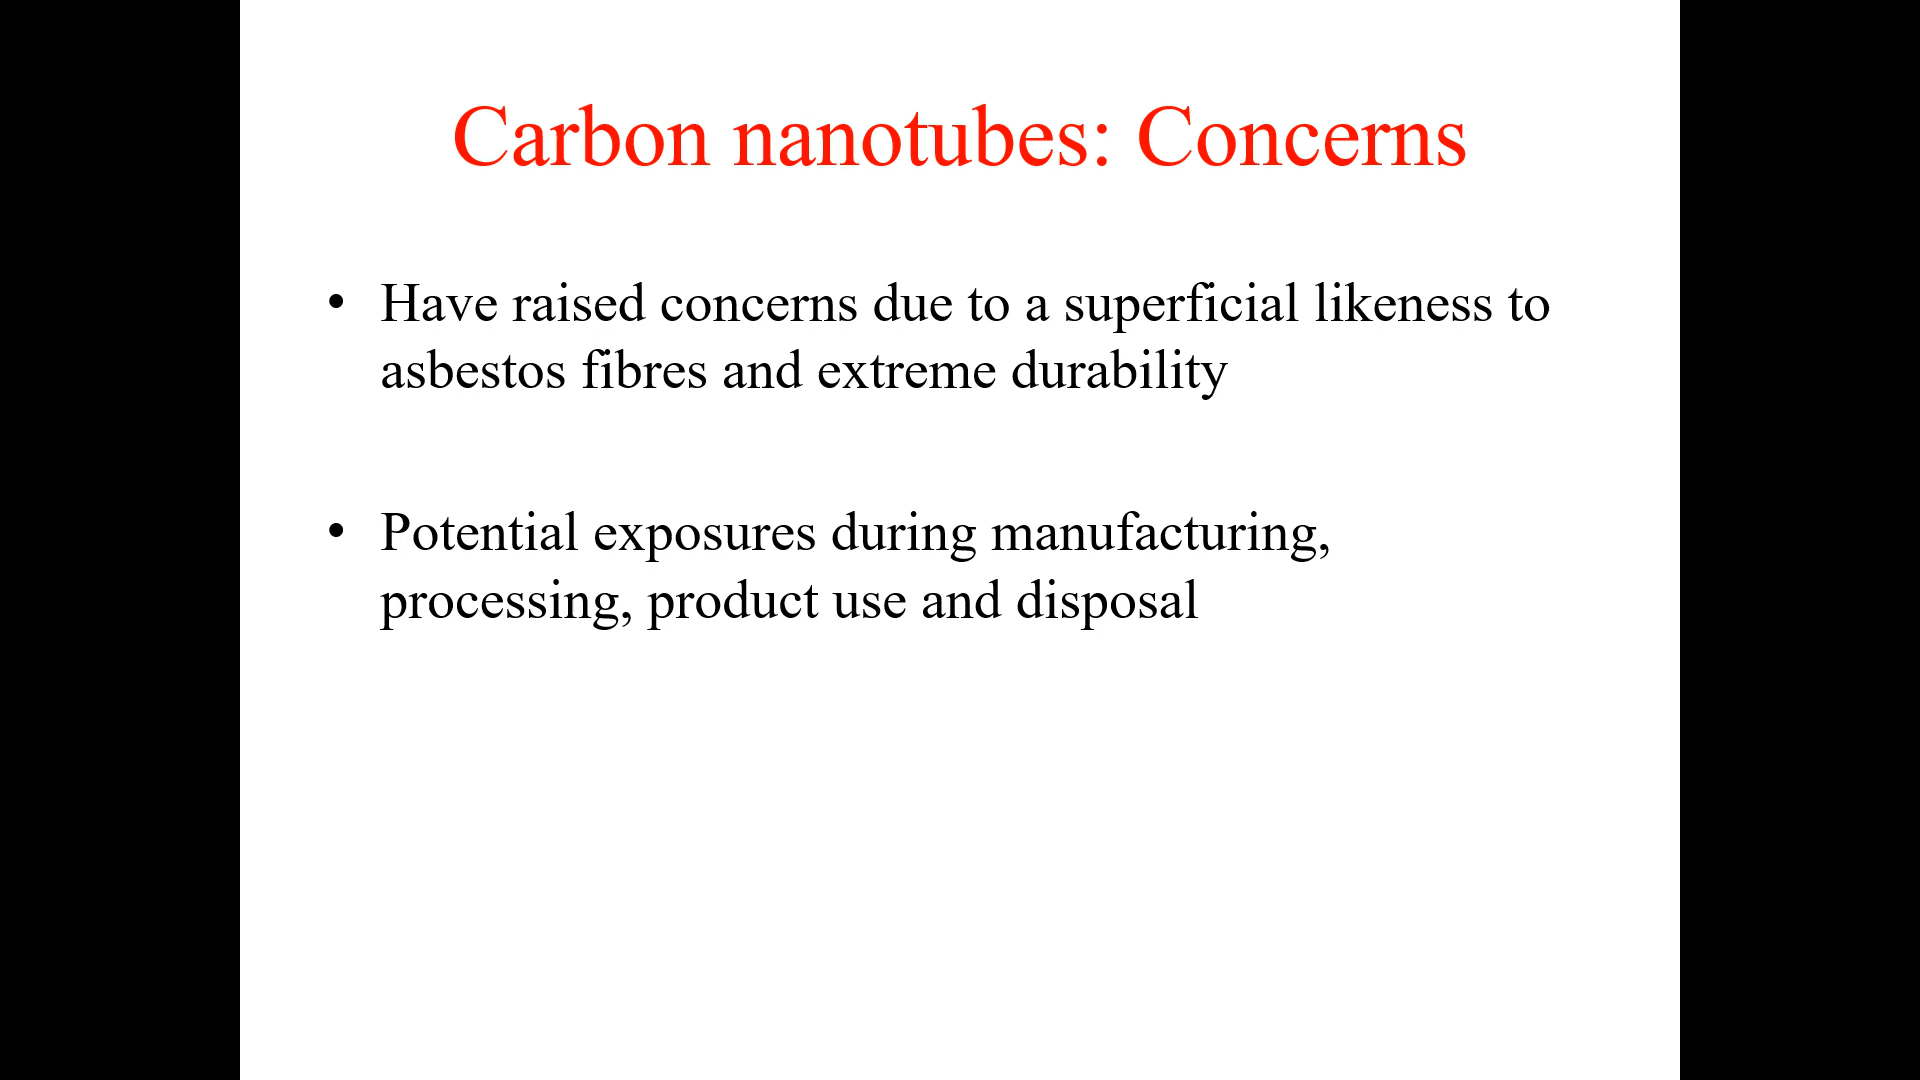 Carbon nanotubes: Concerns
• Have raised concerns due to a superficial likeness to
asbestos fibres and extreme durability
• Potential exposures during manufacturing,
processing, product use and disposal